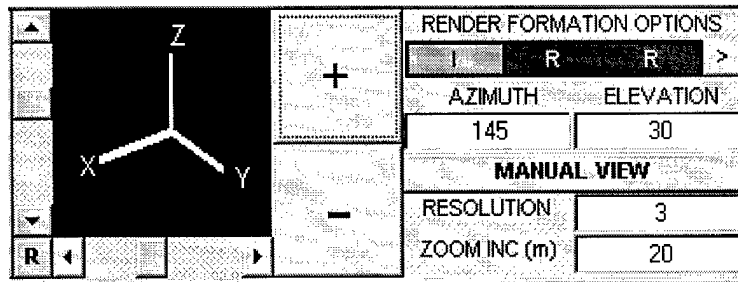 Z
X
Y
R
+
-
RENDER FORMATION OPTIONS
I R R >
AZIMUTH ELEVATION
145 30
MANUAL VIEW
RESOLUTION 3
ZOOM INC (m) 20